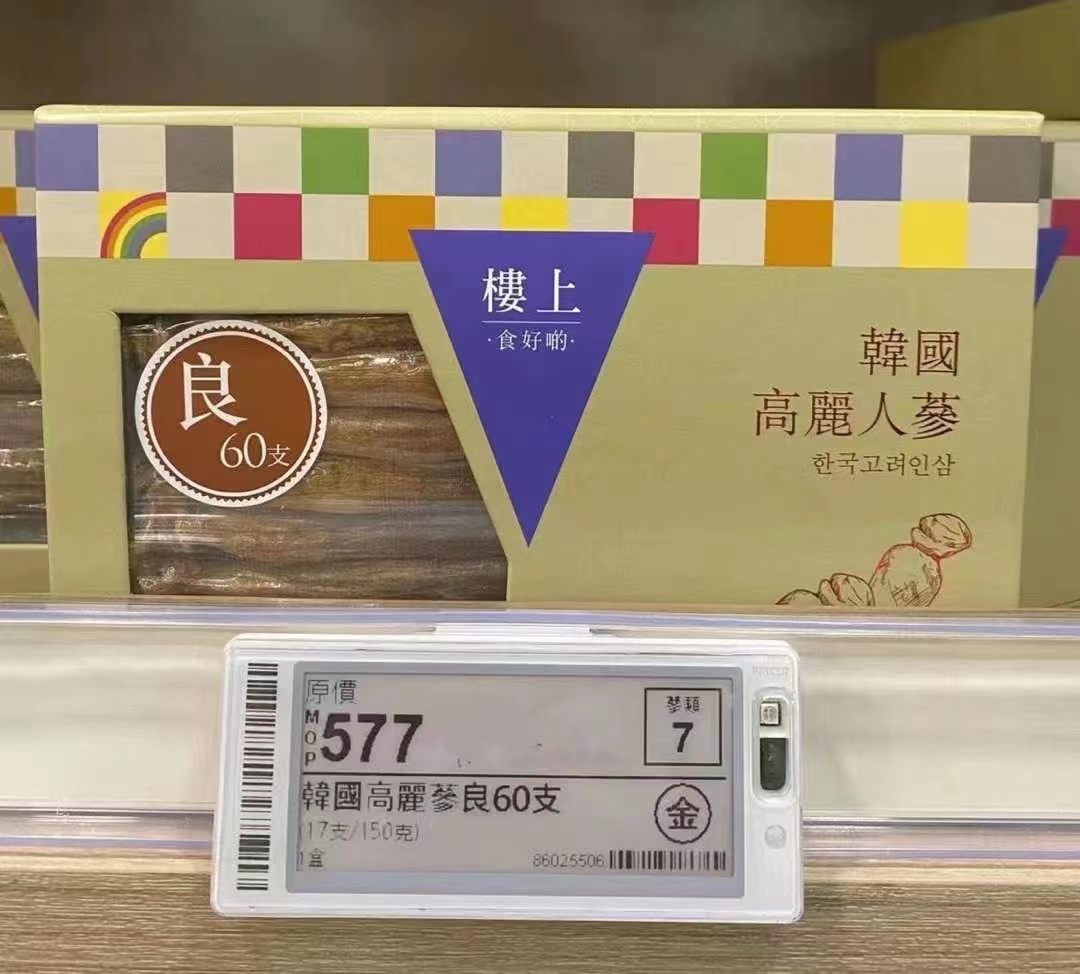 樓上
·食好啲·
良
60支
韓國
高麗人蔘
한국고려인삼
原價
MOP 577
蔘類
7
韓國高麗蔘良60支
(17支/150克)
金
1盒
86025506